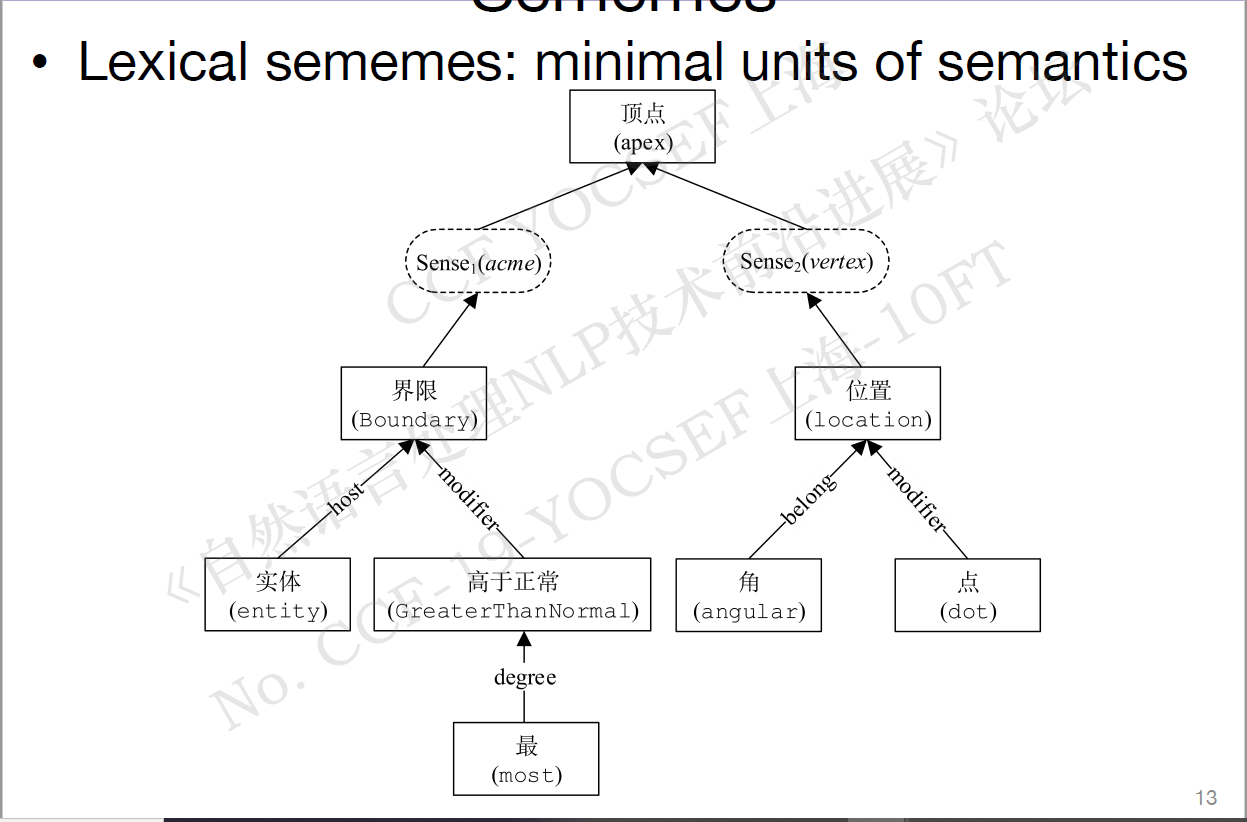 Sememes
• Lexical sememes: minimal units of semantics
顶点
(apex)
Sense₁(acme)
Sense₂(vertex)
界限
(Boundary)
位置
(location)
host
modifier
belong
modifier
实体
(entity)
高于正常
(GreaterThanNormal)
角
(angular)
点
(dot)
degree
最
(most)
CCF YOCSEF 上海
《自然语言处理NLP技术前沿进展》论坛
No. CCF-19-YOCSEF 上海-10FT
13